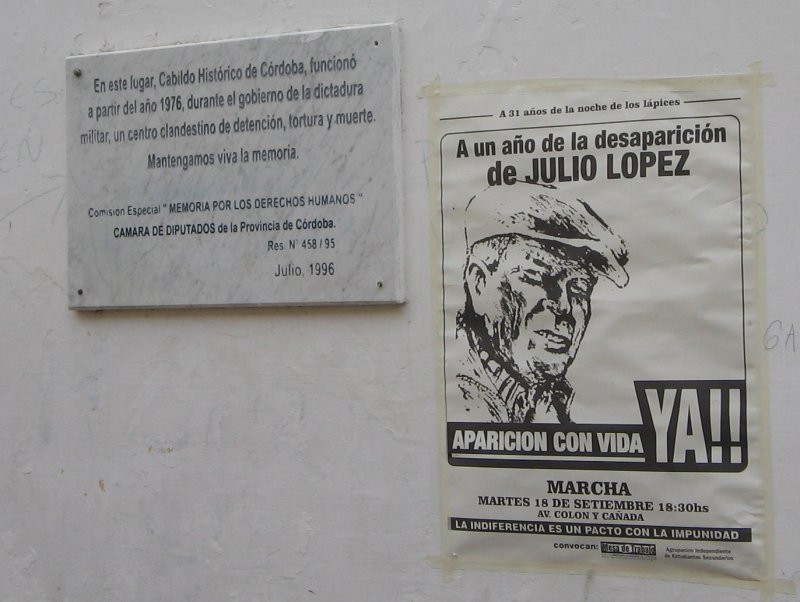 En este lugar, Cabildo Histórico de Córdoba, funcionó
a partir del año 1976, durante el gobierno de la dictadura
militar, un centro clandestino de detención, tortura y muerte.
Mantengamos viva la memoria.
Comisión Especial " MEMORIA POR LOS DERECHOS HUMANOS "
CAMARA DE DIPUTADOS de la Provincia de Córdoba.
Res. N° 458 / 95
Julio, 1996
A 31 años de la noche de los lápices
A un año de la desaparición
de JULIO LOPEZ
APARICION CON VIDA YA!!
MARCHA
MARTES 18 DE SETIEMBRE 18:30hs
AV. COLON Y CAÑADA
LA INDIFERENCIA ES UN PACTO CON LA IMPUNIDAD
convocan: Mesa de Trabajo
Agrupación Independiente
de Estudiantes Secundarios